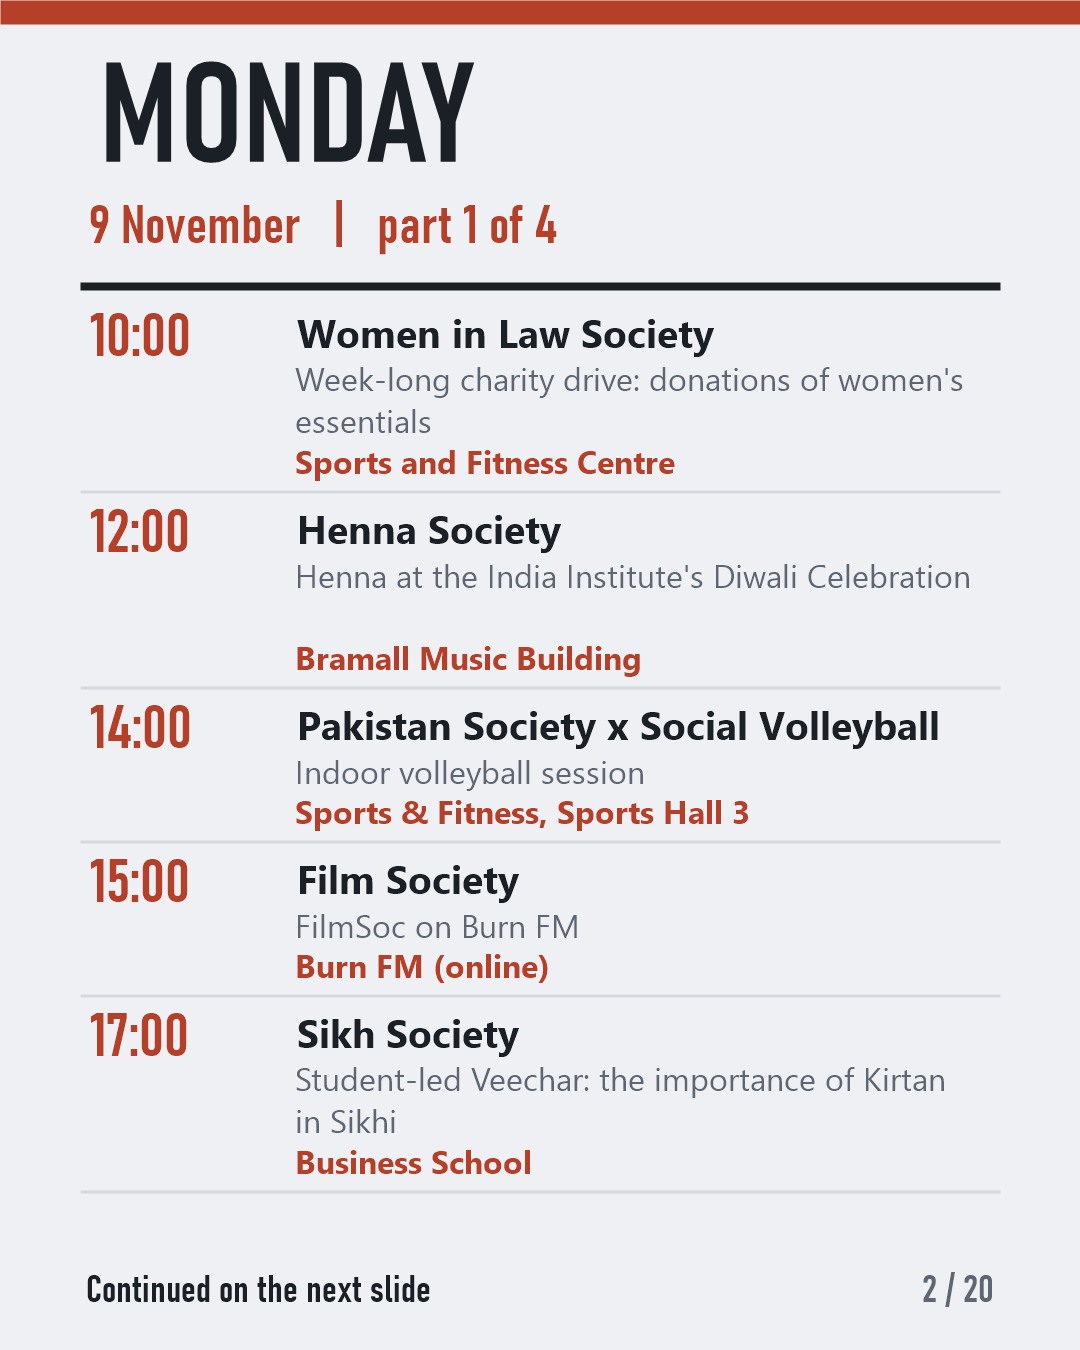 MONDAY
9 November | part 1 of 4
10:00
Women in Law Society
Week-long charity drive: donations of women's
essentials
Sports and Fitness Centre
12:00
Henna Society
Henna at the India Institute's Diwali Celebration
Bramall Music Building
14:00
Pakistan Society x Social Volleyball
Indoor volleyball session
Sports & Fitness, Sports Hall 3
15:00
Film Society
FilmSoc on Burn FM
Burn FM (online)
17:00
Sikh Society
Student-led Veechar: the importance of Kirtan
in Sikhi
Business School
Continued on the next slide
2 / 20